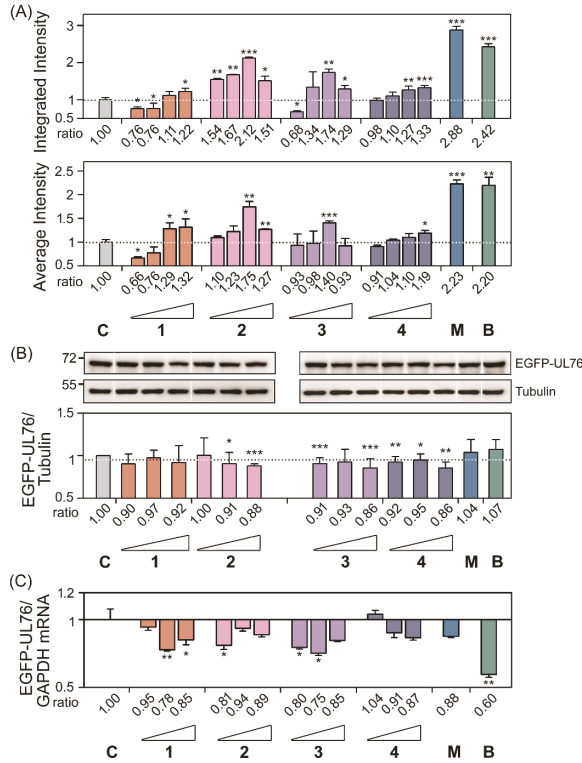 (A)
Integrated Intensity
3
2
1
0.5
* * * ** ** *** * * ** * ** *** *** ***
ratio 1.00 0.76 0.76 1.11 1.22 1.54 1.67 2.12 1.51 0.68 1.34 1.74 1.29 0.98 1.10 1.27 1.33 2.88 2.42
Average Intensity
2.5
2
1.5
1
0.5
* * * ** ** *** * *** **
ratio 1.00 0.66 0.76 1.29 1.32 1.10 1.23 1.75 1.27 0.93 0.98 1.40 0.93 0.91 1.04 1.10 1.19 2.23 2.20
C 1 2 3 4 M B
(B)
72
EGFP-UL76
55
Tubulin
EGFP-UL76/
Tubulin
1.5
1
0.5
* *** *** *** ** * **
ratio 1.00 0.90 0.97 0.92 1.00 0.91 0.88 0.91 0.93 0.86 0.92 0.95 0.86 1.04 1.07
C 1 2 3 4 M B
(C)
EGFP-UL76/
GAPDH mRNA
1.2
1
0.5
** * * * * **
ratio 1.00 0.95 0.78 0.85 0.81 0.94 0.89 0.80 0.75 0.85 1.04 0.91 0.87 0.88 0.60
C 1 2 3 4 M B